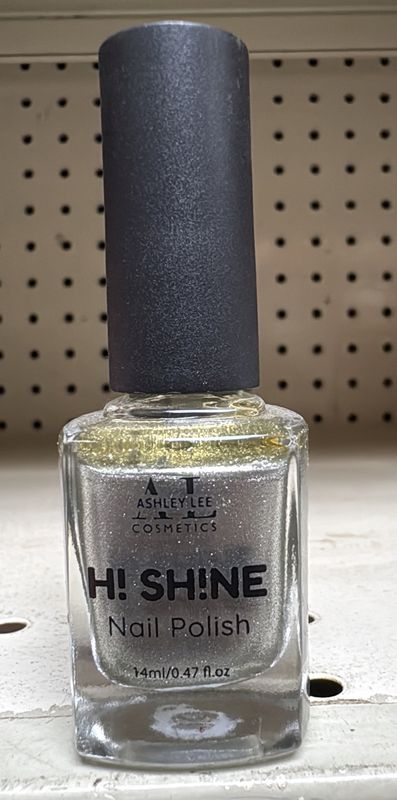 AL
ASHLEY LEE
COSMETICS
H! SH!NE
Nail Polish
14ml/0.47 fl.oz